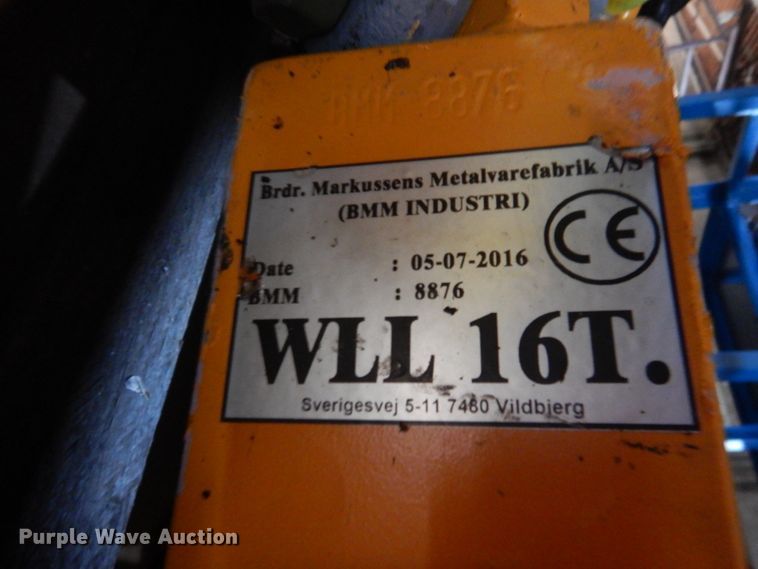 BMM 8876
Brdr. Markussens Metalvarefabrik A/S
(BMM INDUSTRI)
CE
Date : 05-07-2016
BMM : 8876
WLL 16T.
Sverigesvej 5-11 7480 Vildbjerg
Purple Wave Auction